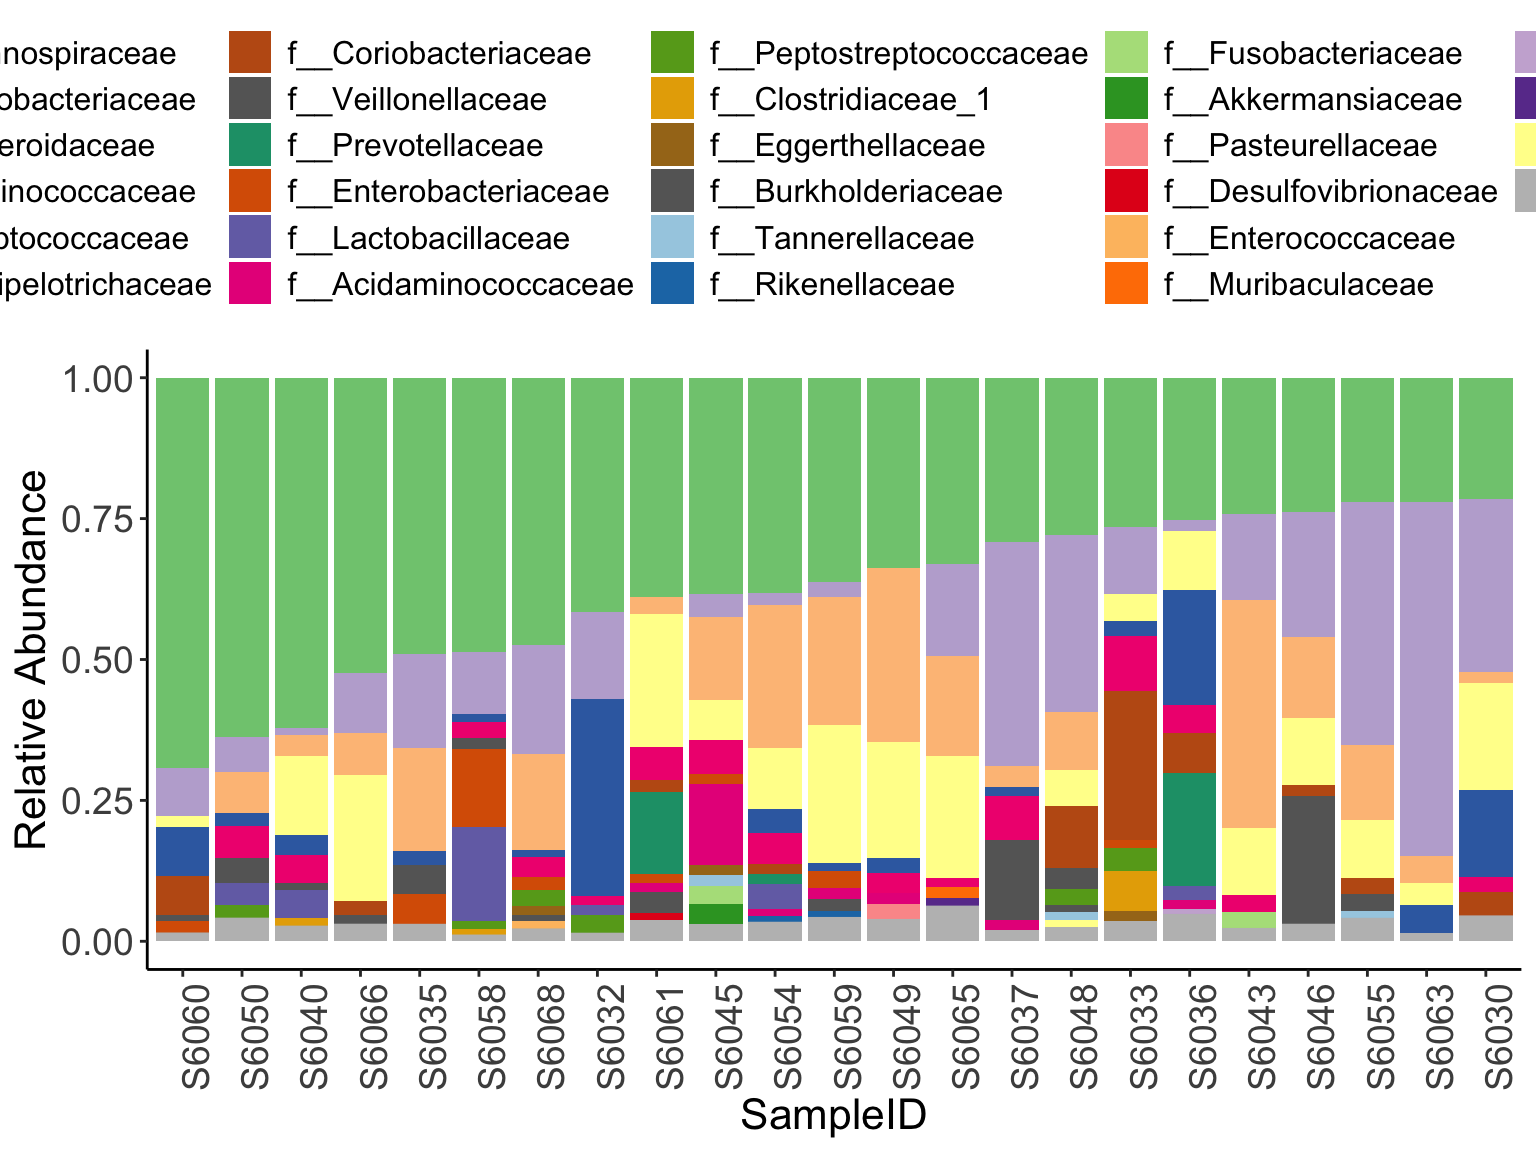 nospiraceae f__Coriobacteriaceae f__Peptostreptococcaceae f__Fusobacteriaceae
obacteriaceae f__Veillonellaceae f__Clostridiaceae_1 f__Akkermansiaceae
eroidaceae f__Prevotellaceae f__Eggerthellaceae f__Pasteurellaceae
inococcaceae f__Enterobacteriaceae f__Burkholderiaceae f__Desulfovibrionaceae
ptococcaceae f__Lactobacillaceae f__Tannerellaceae f__Enterococcaceae
ipelotrichaceae f__Acidaminococcaceae f__Rikenellaceae f__Muribaculaceae
Relative Abundance
1.00
0.75
0.50
0.25
0.00
S6060 S6050 S6040 S6066 S6035 S6058 S6068 S6032 S6061 S6045 S6054 S6059 S6049 S6065 S6037 S6048 S6033 S6036 S6043 S6046 S6055 S6063 S6030
SampleID